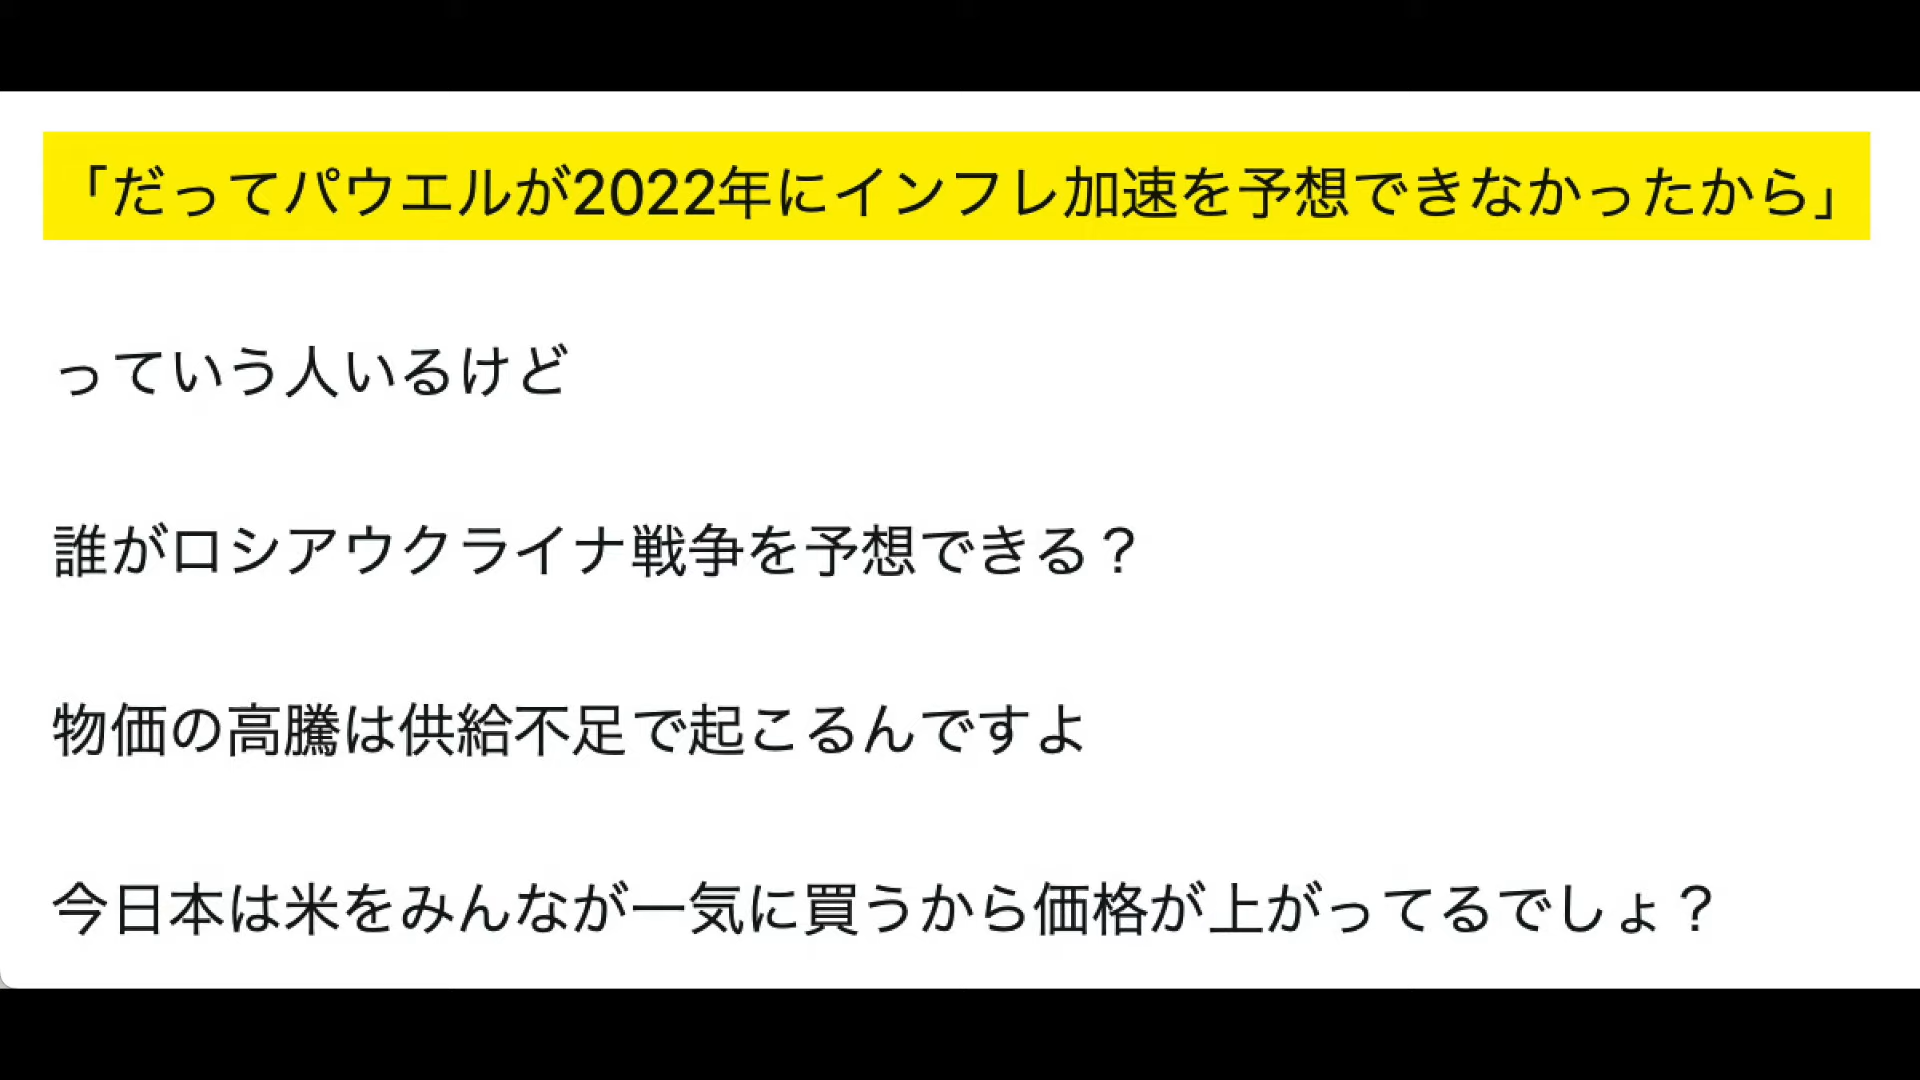 「だってパウエルが2022年にインフレ加速を予想できなかったから」
っていう人いるけど
誰がロシアウクライナ戦争を予想できる？
物価の高騰は供給不足で起こるんですよ
今日本は米をみんなが一気に買うから価格が上がってるでしょ？